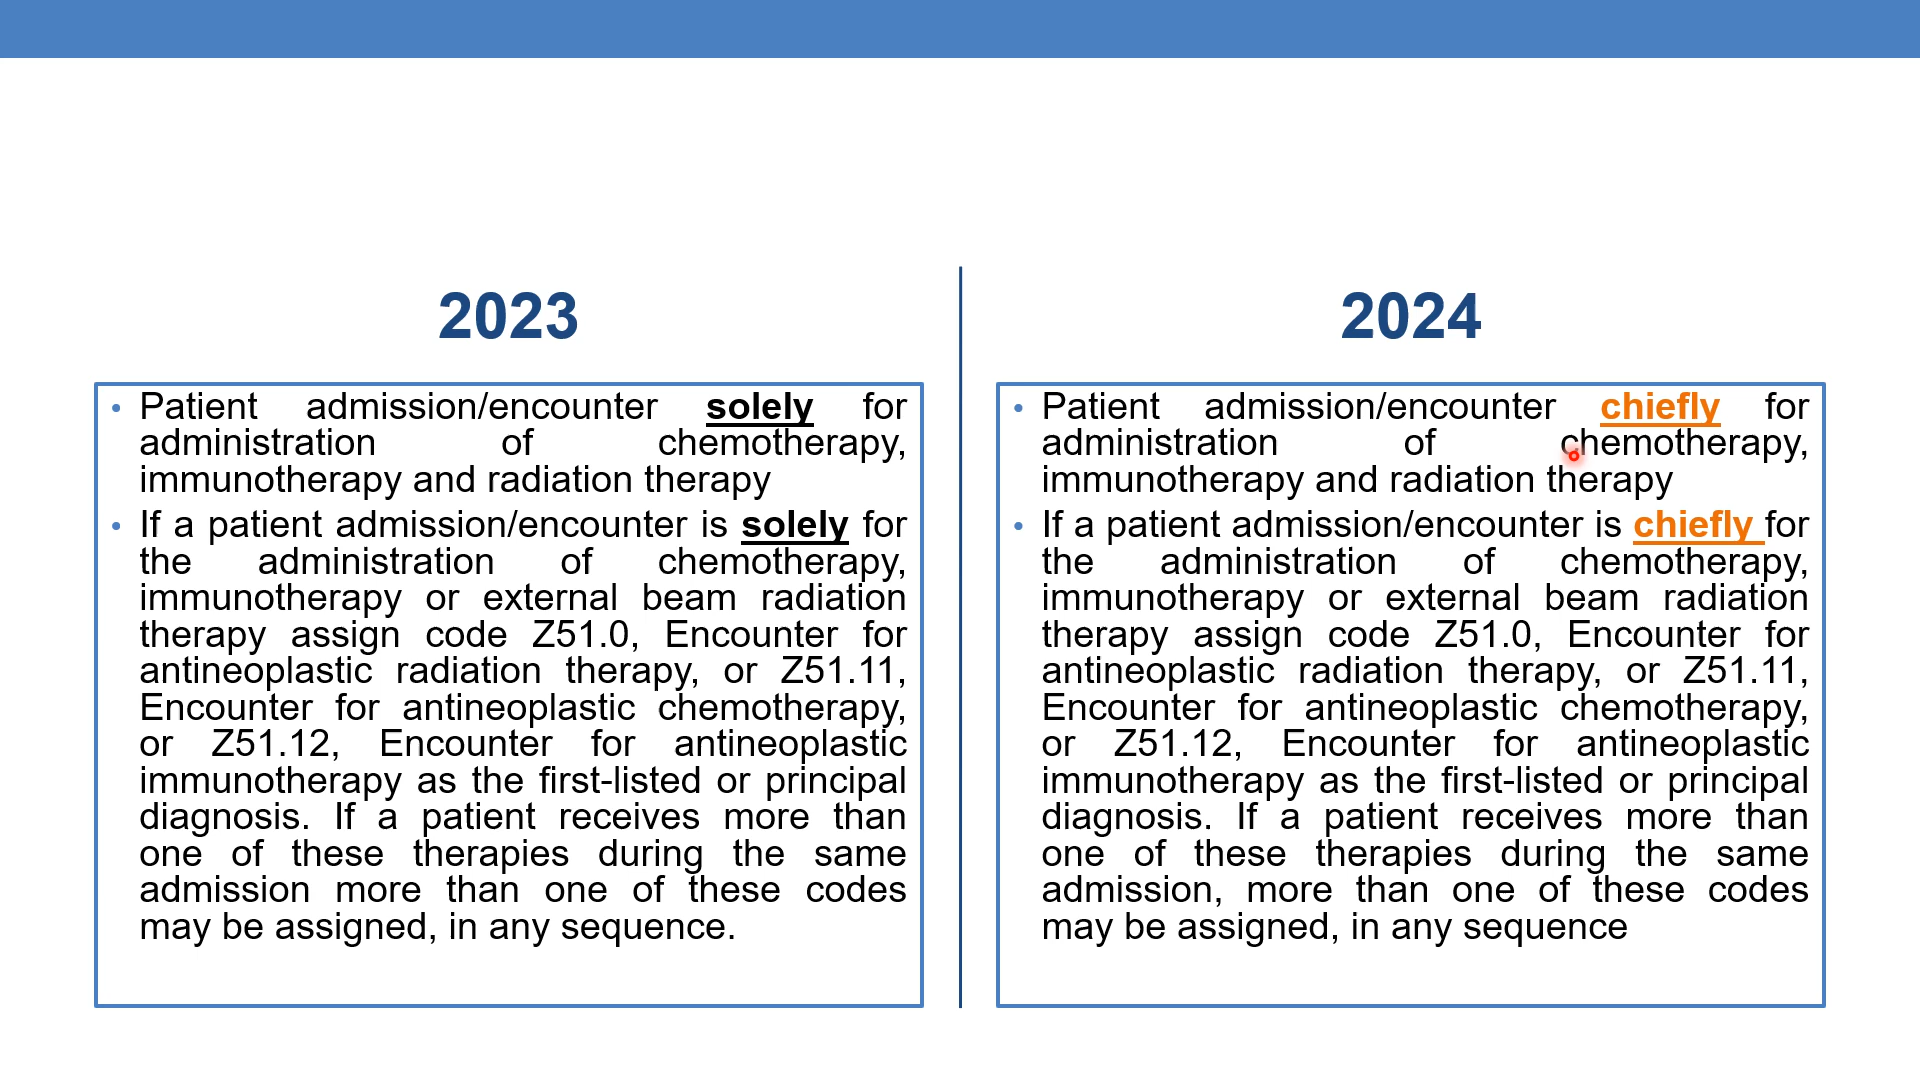 2023
• Patient admission/encounter solely for
administration of chemotherapy,
immunotherapy and radiation therapy
• If a patient admission/encounter is solely for
the administration of chemotherapy,
immunotherapy or external beam radiation
therapy assign code Z51.0, Encounter for
antineoplastic radiation therapy, or Z51.11,
Encounter for antineoplastic chemotherapy,
or Z51.12, Encounter for antineoplastic
immunotherapy as the first-listed or principal
diagnosis. If a patient receives more than
one of these therapies during the same
admission more than one of these codes
may be assigned, in any sequence.
2024
• Patient admission/encounter chiefly for
administration of chemotherapy,
immunotherapy and radiation therapy
• If a patient admission/encounter is chiefly for
the administration of chemotherapy,
immunotherapy or external beam radiation
therapy assign code Z51.0, Encounter for
antineoplastic radiation therapy, or Z51.11,
Encounter for antineoplastic chemotherapy,
or Z51.12, Encounter for antineoplastic
immunotherapy as the first-listed or principal
diagnosis. If a patient receives more than
one of these therapies during the same
admission, more than one of these codes
may be assigned, in any sequence